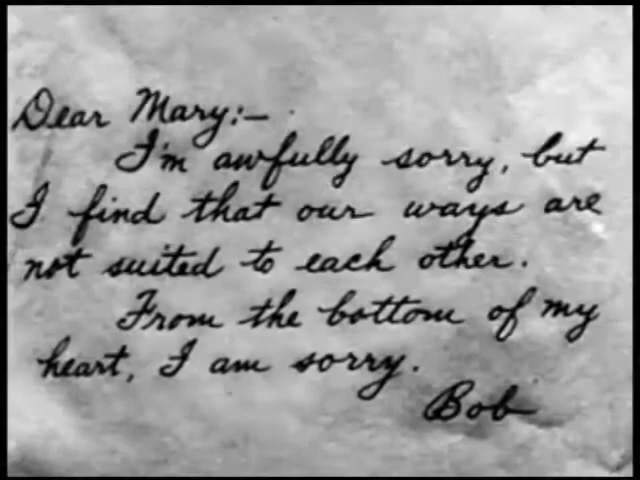 Dear Mary:—
I'm awfully sorry, but
I find that our ways are
not suited to each other.
From the bottom of my
heart, I am sorry.
Bob